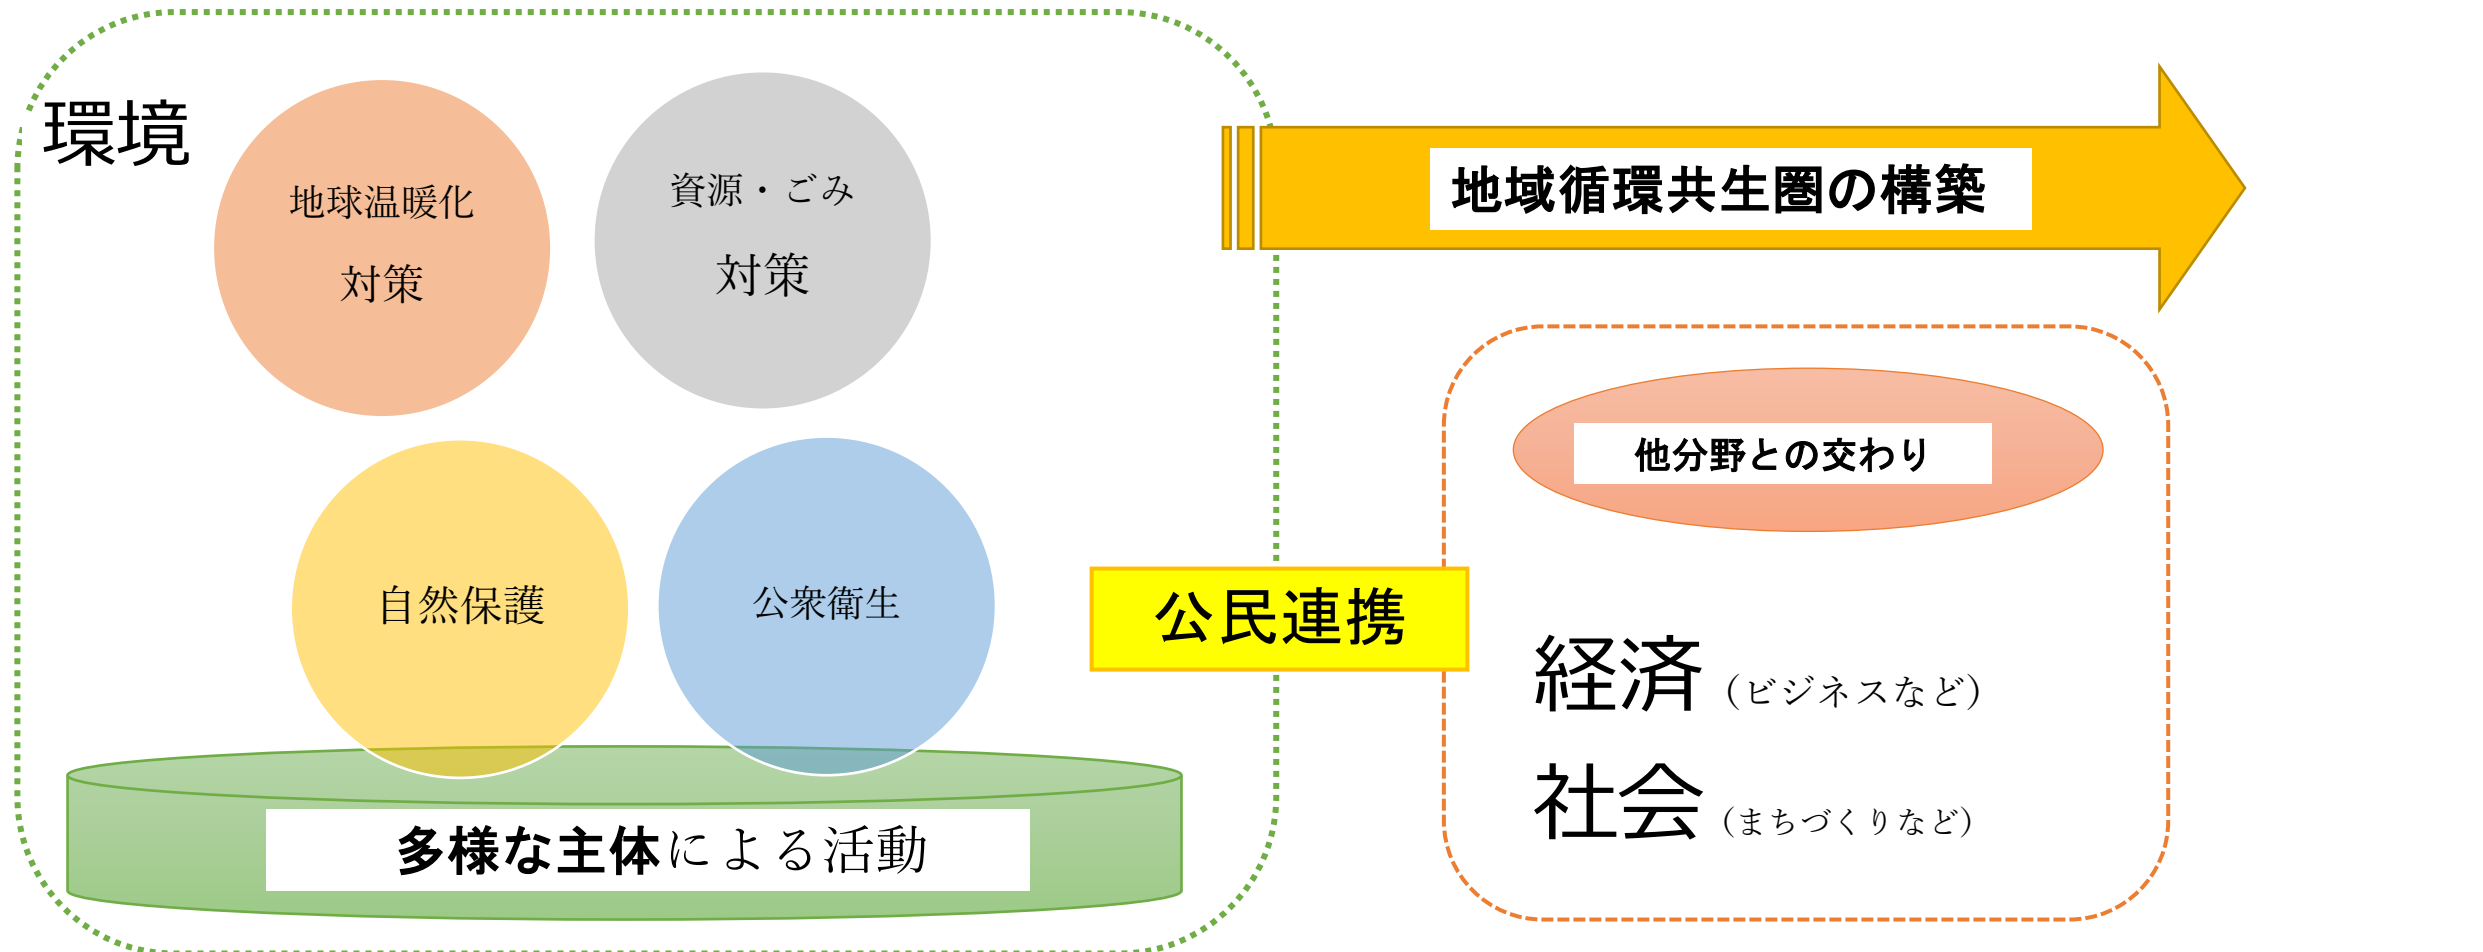 環境
地球温暖化
対策
資源・ごみ
対策
自然保護
公衆衛生
多様な主体による活動
公民連携
地域循環共生圏の構築
他分野との交わり
経済（ビジネスなど）
社会（まちづくりなど）